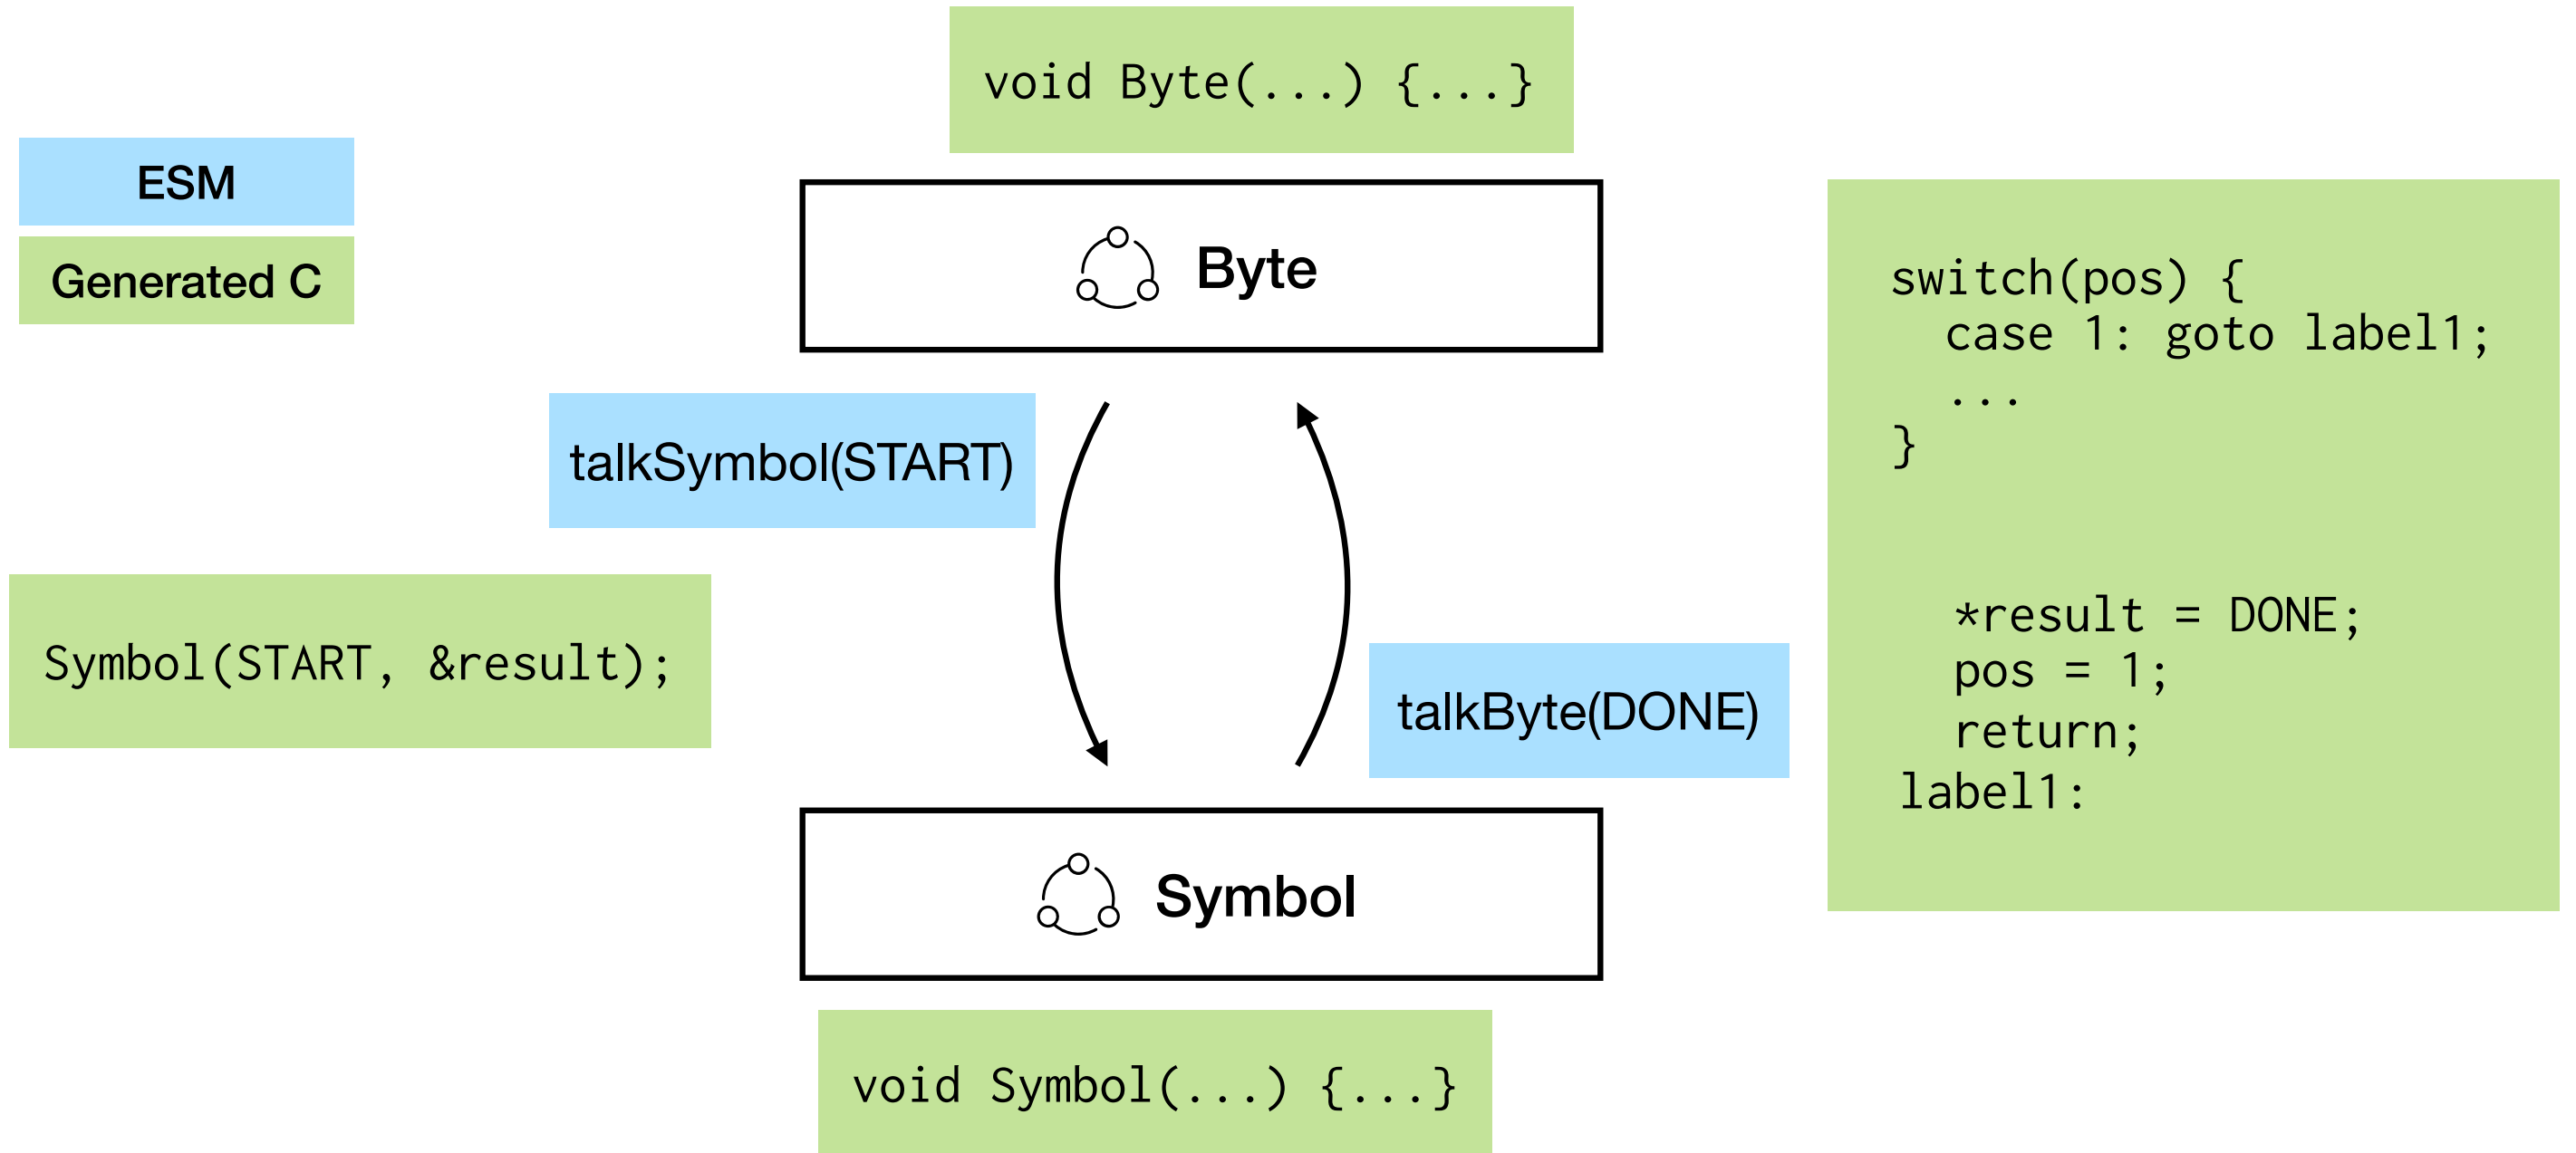 void Byte(...) {...}
ESM
Generated C
Byte
talkSymbol(START)
Symbol(START, &result);
talkByte(DONE)
Symbol
void Symbol(...) {...}
switch(pos) {
case 1: goto label1;
...
}
*result = DONE;
pos = 1;
return;
label1: